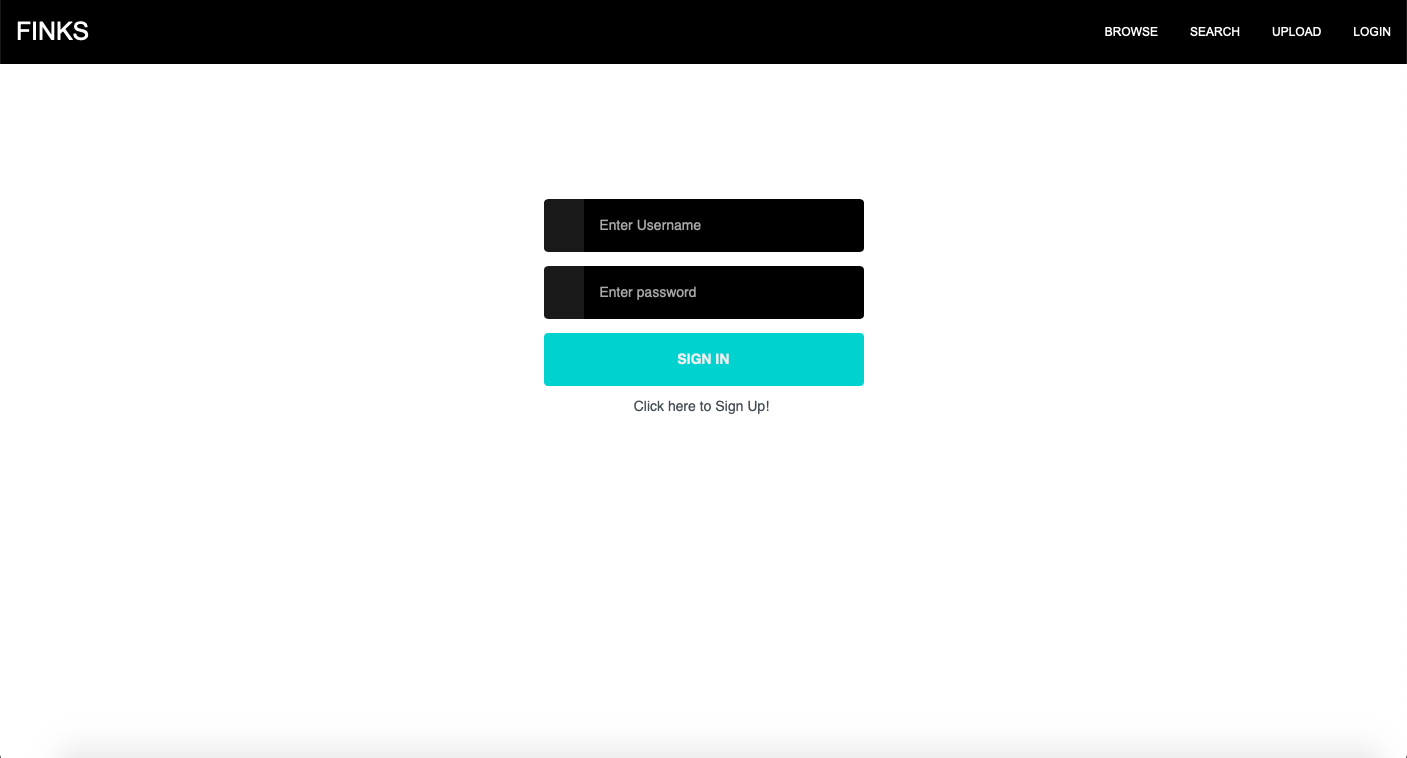 FINKS
BROWSE SEARCH UPLOAD LOGIN
Enter Username
Enter password
SIGN IN
Click here to Sign Up!